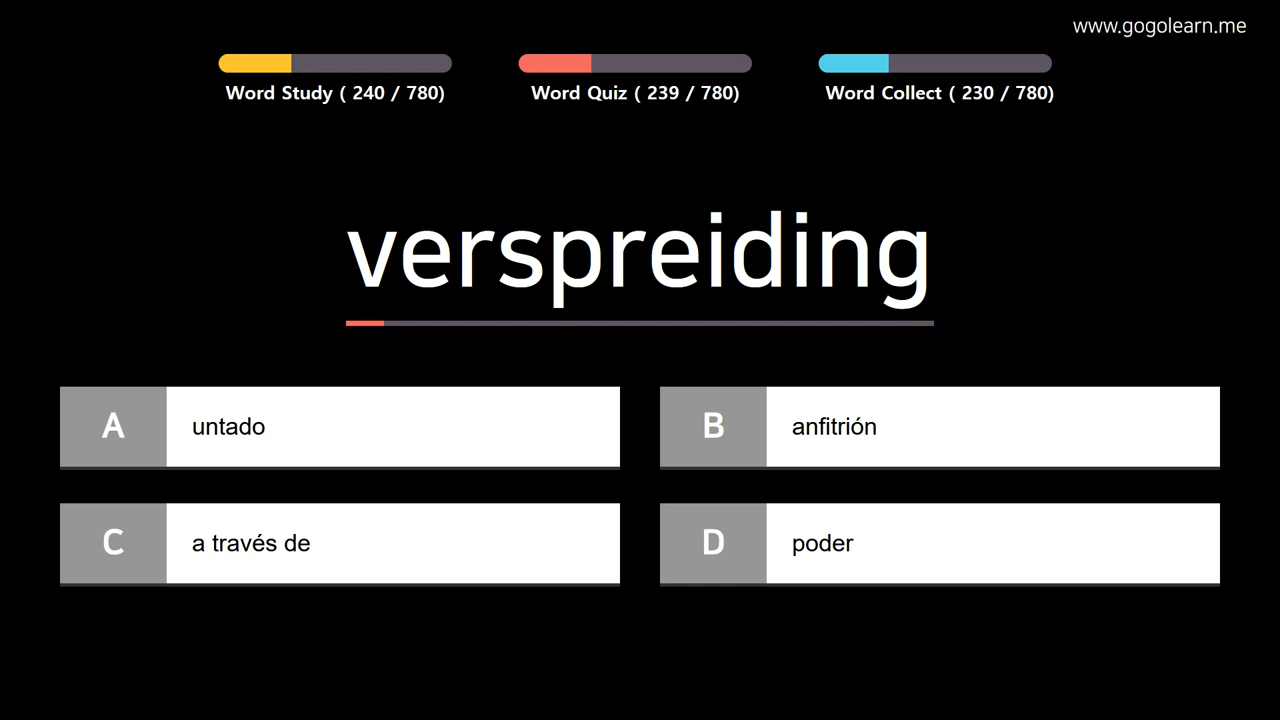 www.gogolearn.me
Word Study ( 240 / 780)
Word Quiz ( 239 / 780)
Word Collect ( 230 / 780)
verspreiding
A untado
B anfitrión
C a través de
D poder